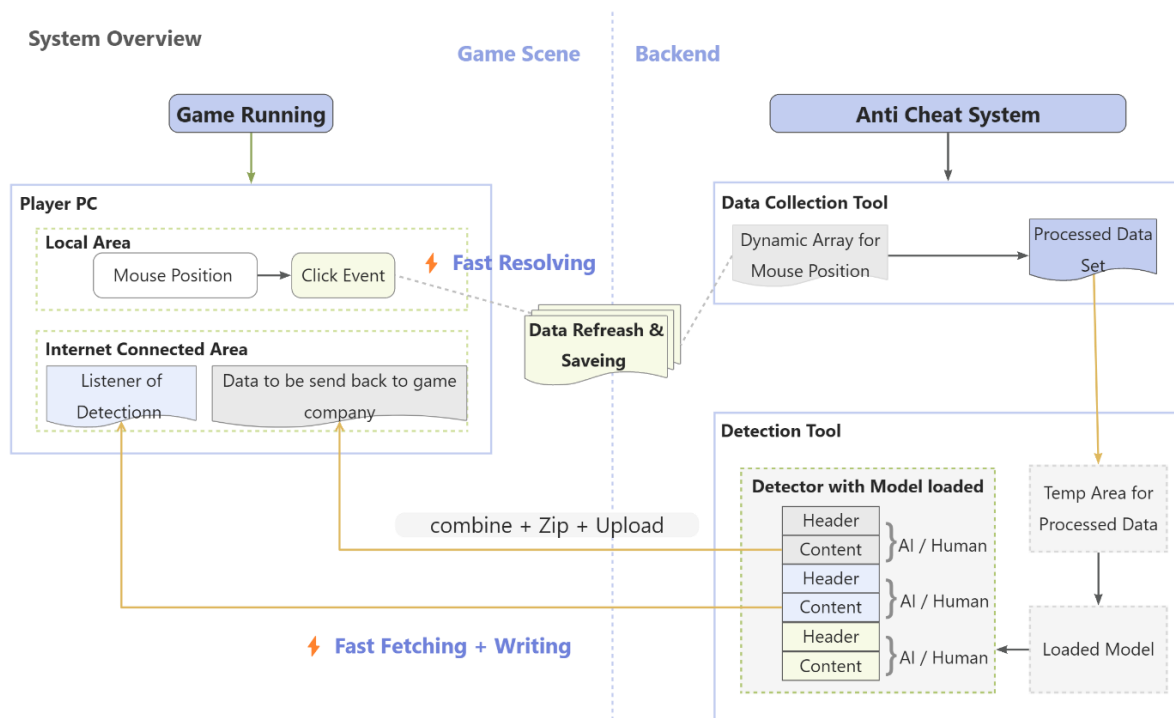 System Overview
Game Scene
Backend
Game Running
Anti Cheat System
Player PC
Local Area
Mouse Position
Click Event
Fast Resolving
Data Collection Tool
Dynamic Array for
Mouse Position
Processed Data
Set
Data Refreash &
Saveing
Internet Connected Area
Listener of
Detectionn
Data to be send back to game
company
Detection Tool
Detector with Model loaded
Header
Content
AI / Human
Header
Content
AI / Human
Header
Content
AI / Human
Temp Area for
Processed Data
Loaded Model
combine + Zip + Upload
Fast Fetching + Writing